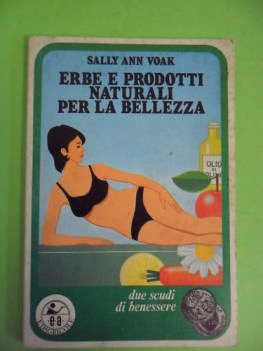 SALLY ANN VOAK
ERBE E PRODOTTI
NATURALI
PER LA BELLEZZA
OLIO
due scudi
di benessere